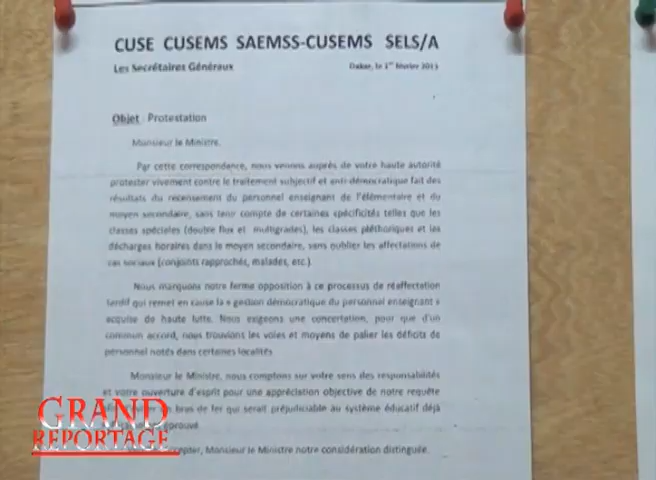 CUSE CUSEMS SAEMSS-CUSEMS SELS/A
Les Secrétaires Généraux Dakar, le 1er février 2013
Objet : Protestation
Monsieur le Ministre,
Par cette correspondance, nous venons auprès de votre haute autorité
protester vivement contre le traitement subjectif et anti-démocratique fait des
résultats du recensement du personnel enseignant de l'élémentaire et du
moyen secondaire, sans tenir compte de certaines spécificités telles que les
classes spéciales (double flux et multigrades), les classes pléthoriques et les
décharges horaires dans le moyen secondaire, sans oublier les affectations de
cas sociaux (conjoints rapprochés, malades, etc.).
Nous marquons notre ferme opposition à ce processus de réaffectation
tardif qui remet en cause la « gestion démocratique du personnel enseignant »
acquise de haute lutte. Nous exigeons une concertation, pour que d'un
commun accord, nous trouvions les voies et moyens de palier les déficits de
personnel notés dans certaines localités.
Monsieur le Ministre, nous comptons sur votre sens des responsabilités
et votre ouverture d'esprit pour une appréciation objective de notre requête
bras de fer qui serait préjudiciable au système éducatif déjà
éprouvé
Monsieur le Ministre notre considération distinguée.
GRAND
REPORTAGE